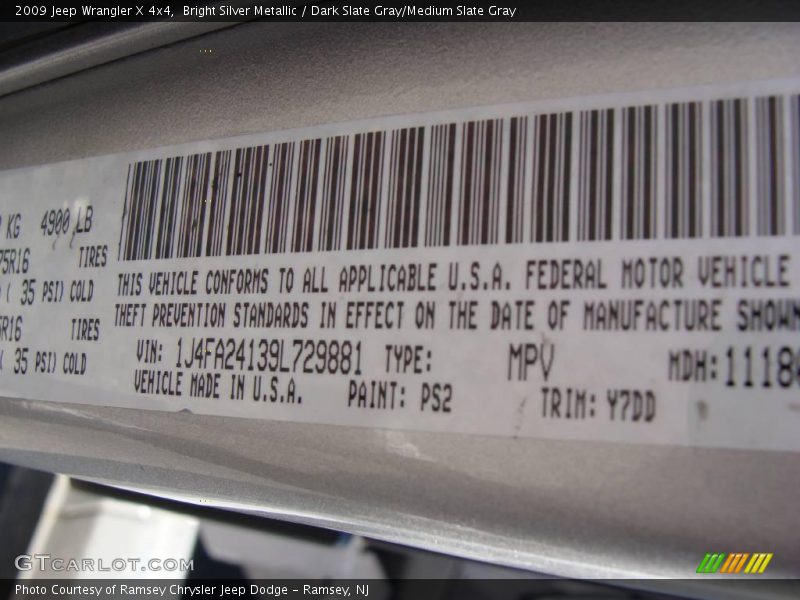 2009 Jeep Wrangler X 4x4,  Bright Silver Metallic / Dark Slate Gray/Medium Slate Gray
KG 4900 LB
75R16 TIRES
( 35 PSI) COLD
5R16 TIRES
( 35 PSI) COLD
THIS VEHICLE CONFORMS TO ALL APPLICABLE U.S.A. FEDERAL MOTOR VEHICLE
THEFT PREVENTION STANDARDS IN EFFECT ON THE DATE OF MANUFACTURE SHOWN
VIN: 1J4FA24139L729881 TYPE: MPV MDH: 1118
VEHICLE MADE IN U.S.A. PAINT: PS2 TRIM: Y7DD
GTCARLOT.COM
Photo Courtesy of Ramsey Chrysler Jeep Dodge - Ramsey, NJ